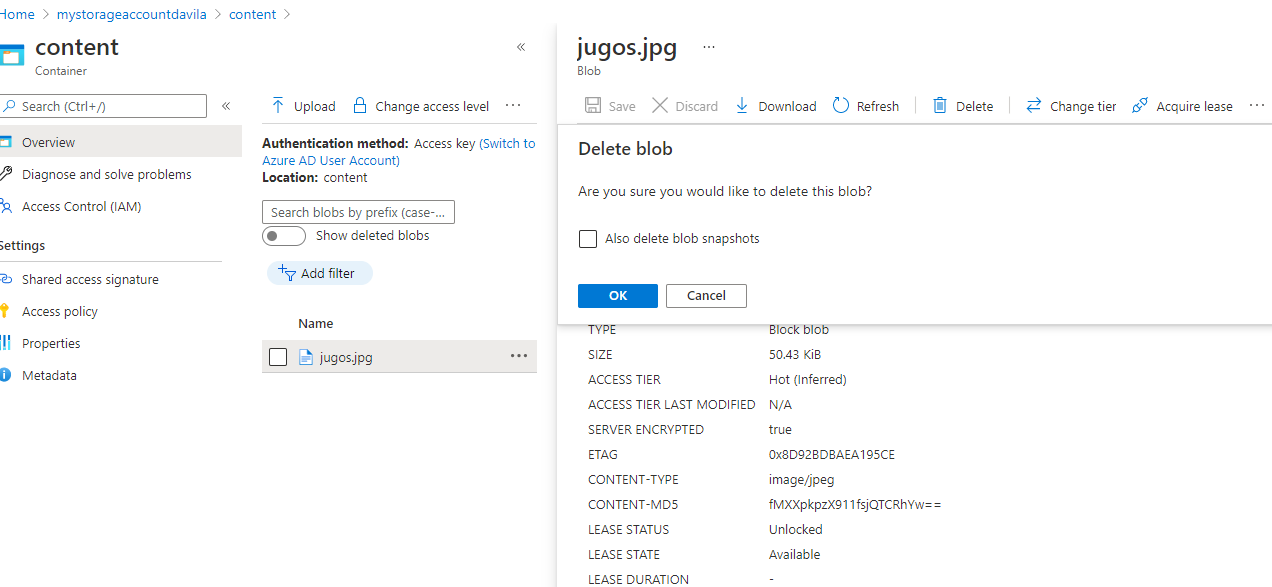 Home > mystorageaccountdavila > content >
content
Container
«
Search (Ctrl+/)
«
Overview
Diagnose and solve problems
Access Control (IAM)
Settings
Shared access signature
Access policy
Properties
Metadata
Upload
Change access level
...
Authentication method: Access key (Switch to
Azure AD User Account)
Location: content
Search blobs by prefix (case-...
Show deleted blobs
Add filter
Name
jugos.jpg
...
jugos.jpg ...
Blob
Save
Discard
Download
Refresh
Delete
Change tier
Acquire lease
...
Delete blob
Are you sure you would like to delete this blob?
Also delete blob snapshots
OK
Cancel
TYPE Block blob
SIZE 50.43 KiB
ACCESS TIER Hot (Inferred)
ACCESS TIER LAST MODIFIED N/A
SERVER ENCRYPTED true
ETAG 0x8D92BDBAEA195CE
CONTENT-TYPE image/jpeg
CONTENT-MD5 fMXXpkpzX911fsjQTCRhYw==
LEASE STATUS Unlocked
LEASE STATE Available
LEASE DURATION -